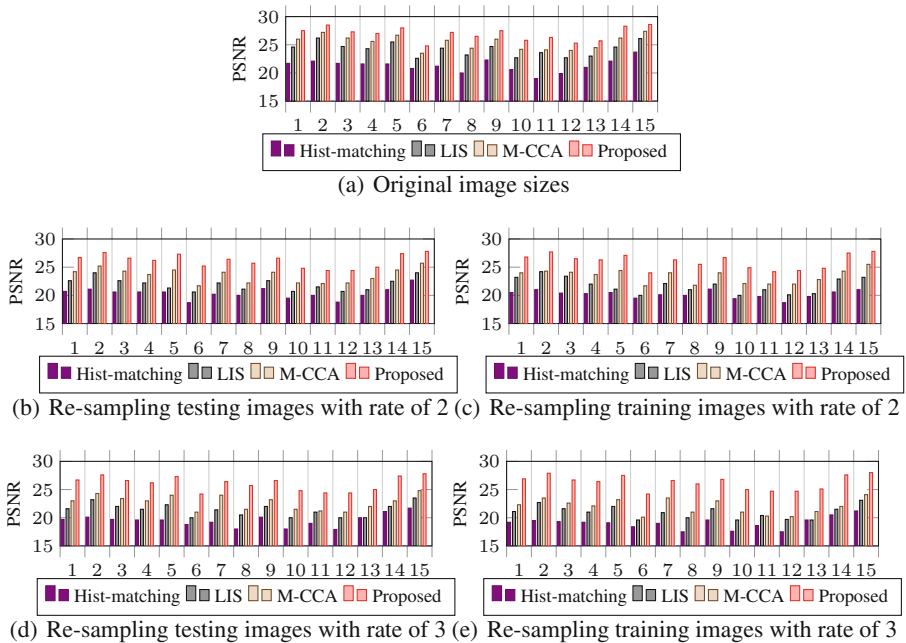 30
25
20
15
PSNR
1 2 3 4 5 6 7 8 9 10 11 12 13 14 15
Hist-matching LIS M-CCA Proposed
(a) Original image sizes
30
25
20
15
PSNR
1 2 3 4 5 6 7 8 9 10 11 12 13 14 15
Hist-matching LIS M-CCA Proposed
(b) Re-sampling testing images with rate of 2
30
25
20
15
PSNR
1 2 3 4 5 6 7 8 9 10 11 12 13 14 15
Hist-matching LIS M-CCA Proposed
(c) Re-sampling training images with rate of 2
30
25
20
15
PSNR
1 2 3 4 5 6 7 8 9 10 11 12 13 14 15
Hist-matching LIS M-CCA Proposed
(d) Re-sampling testing images with rate of 3
30
25
20
15
PSNR
1 2 3 4 5 6 7 8 9 10 11 12 13 14 15
Hist-matching LIS M-CCA Proposed
(e) Re-sampling training images with rate of 3